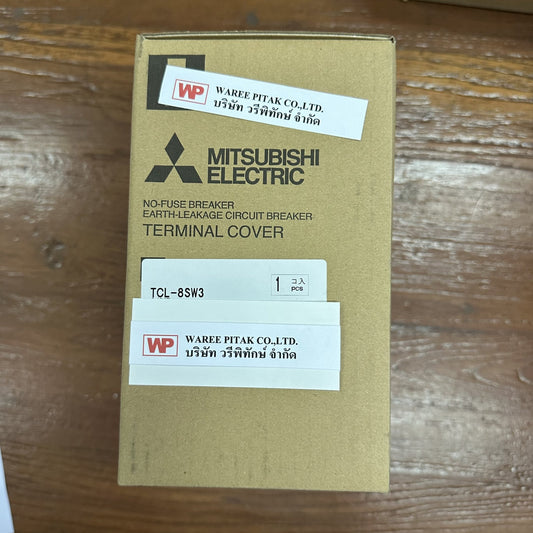 WP
WAREE PITAK CO.,LTD.
บริษัท วรีพิทักษ์ จำกัด
MITSUBISHI
ELECTRIC
NO-FUSE BREAKER
EARTH-LEAKAGE CIRCUIT BREAKER
TERMINAL COVER
TCL-8SW3
1 コ入
pcs
WP
WAREE PITAK CO.,LTD.
บริษัท วรีพิทักษ์ จำกัด